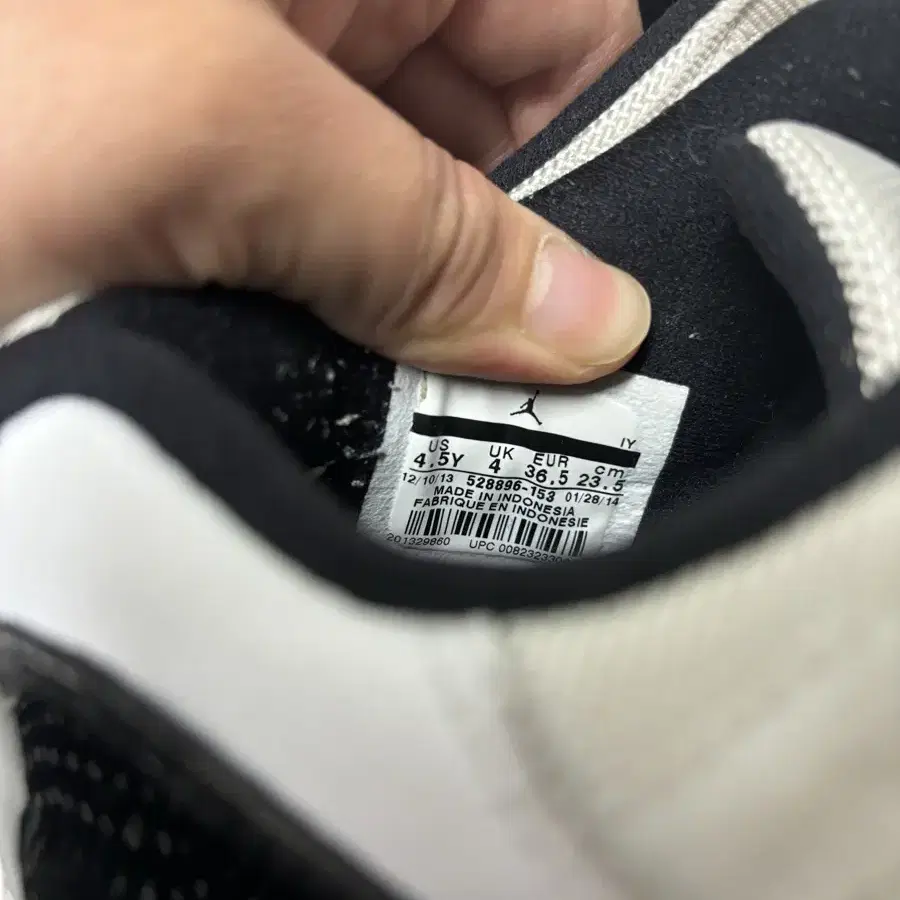 IY
US UK EUR cm
4.5Y 4 36.5 23.5
12/10/13 528896-153 01/28/14
MADE IN INDONESIA
FABRIQUE EN INDONESIE
201329860 UPC